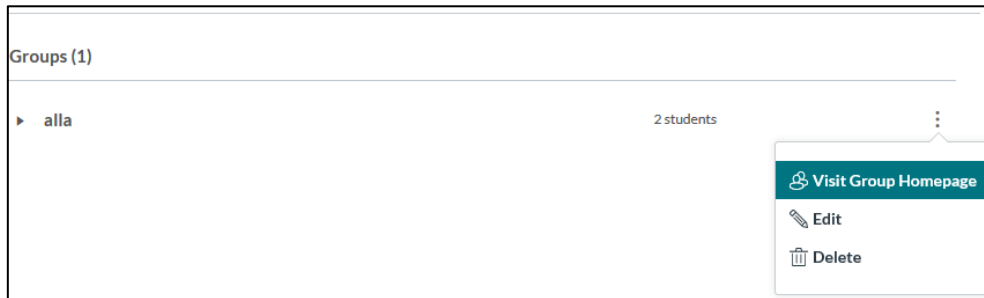 Groups (1)
alla 2 students
Visit Group Homepage
Edit
Delete